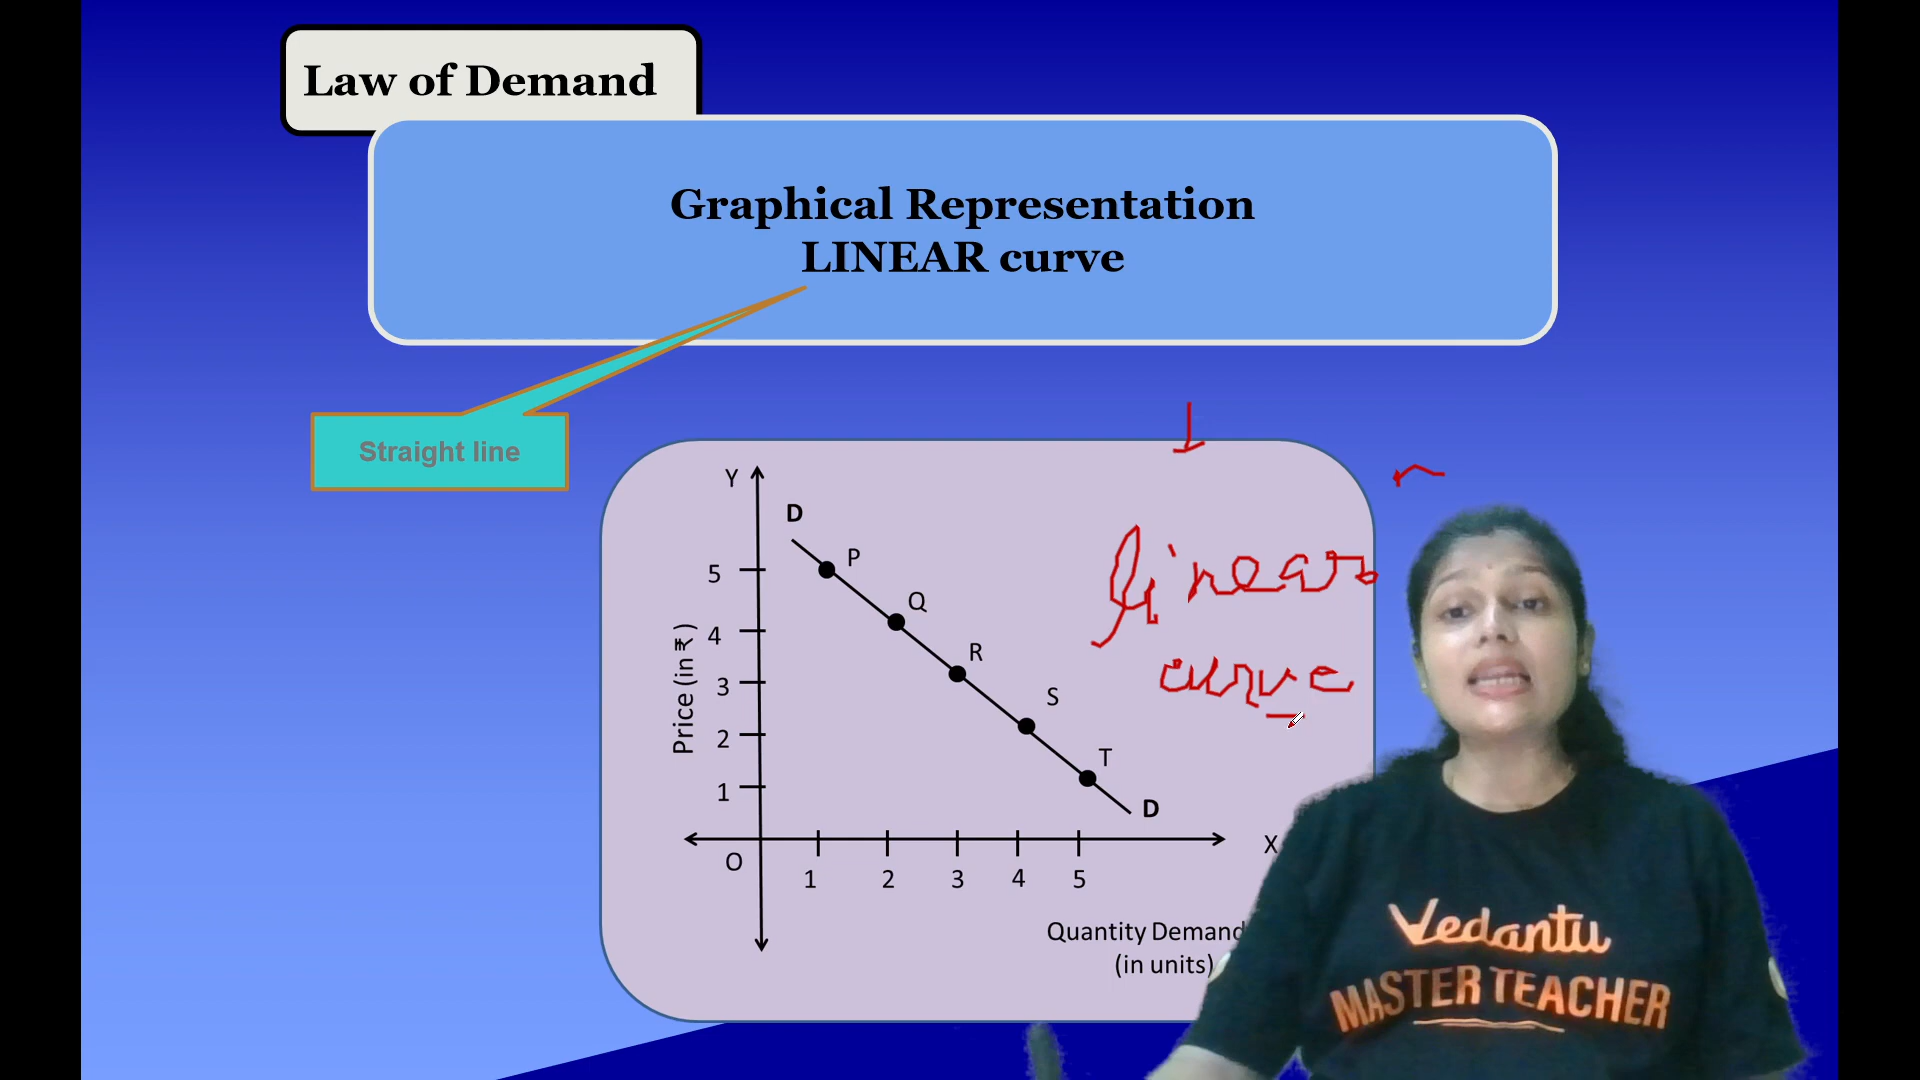 Law of Demand
Graphical Representation
LINEAR curve
Straight line
Y
D
P
5
Q
4
R
3
S
2
T
1
D
Price (in ₹)
O
X
1 2 3 4 5
Quantity Demand
(in units)
linear
curve
Vedantu
MASTER TEACHER